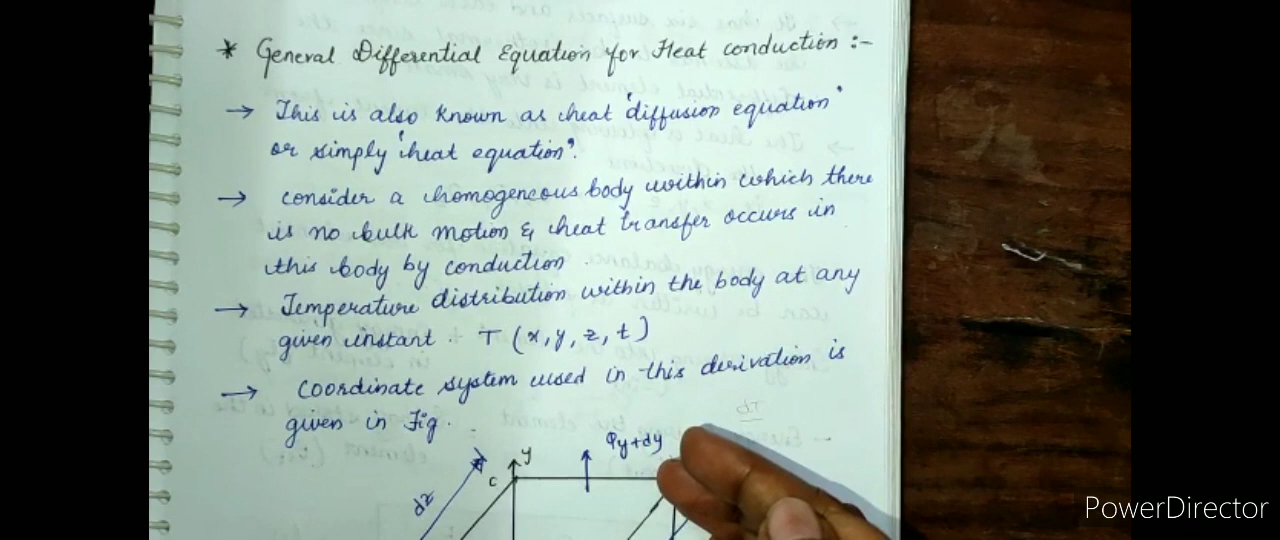 * General Differential Equation for Heat conduction :-
→ This is also known as heat 'diffusion equation'
or simply 'heat equation'.
→ consider a homogeneous body within which there
is no bulk motion & heat transfer occurs in
this body by conduction.
→ Temperature distribution within the body at any
given instant. T (x, y, z, t)
→ Coordinate system used in this derivation is
given in Fig.
Qy+dy
y
c
dz
PowerDirector